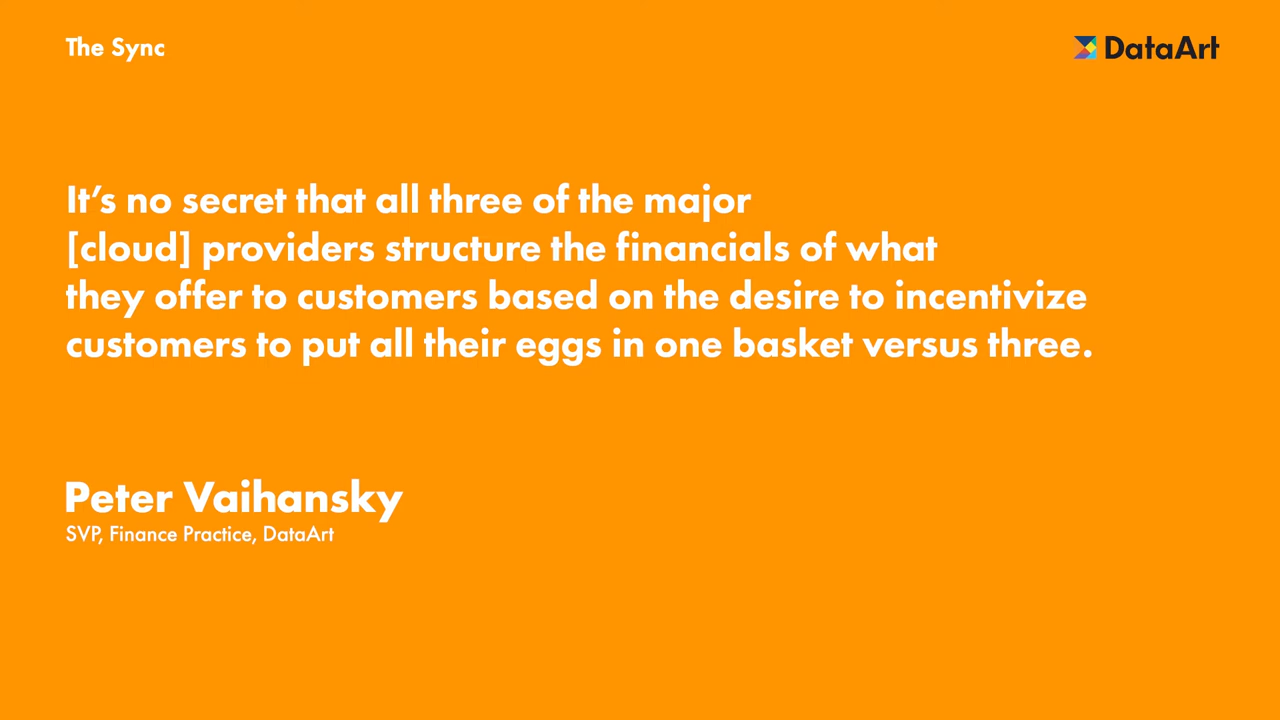 The Sync
DataArt
It’s no secret that all three of the major
[cloud] providers structure the financials of what
they offer to customers based on the desire to incentivize
customers to put all their eggs in one basket versus three.
Peter Vaihansky
SVP, Finance Practice, DataArt